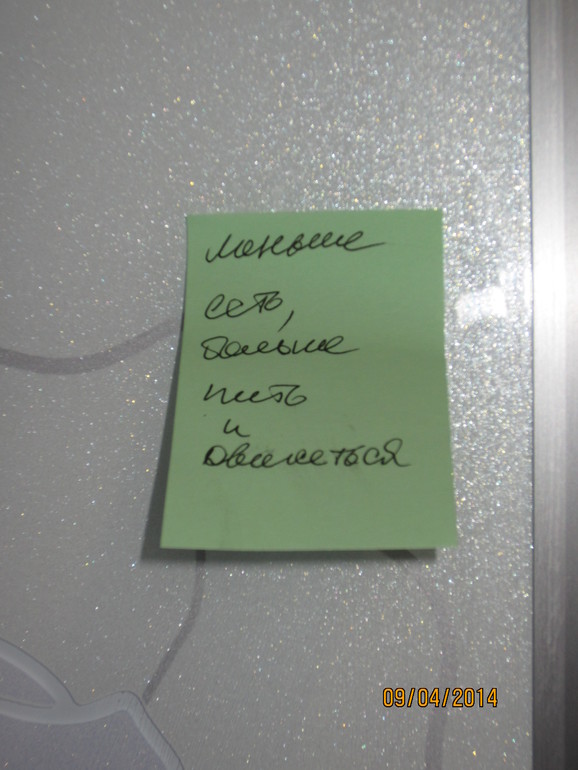 меньше
есть,
больше
пить
и
двигаться
09/04/2014